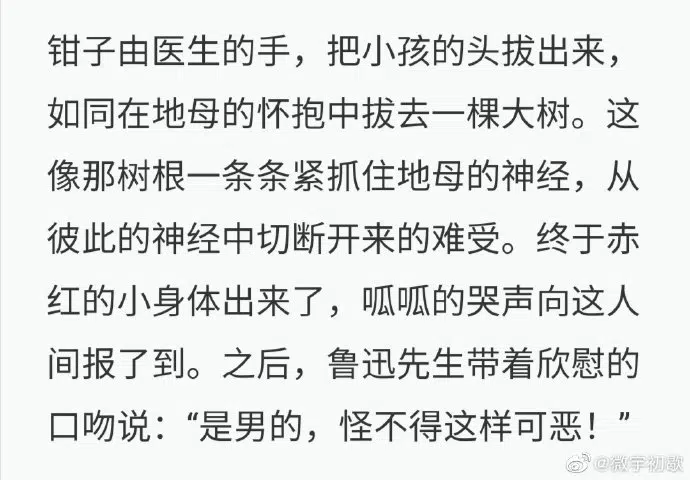 钳子由医生的手，把小孩的头拔出来，
如同在地母的怀抱中拔去一棵大树。这
像那树根一条条紧抓住地母的神经，从
彼此的神经中切断开来的难受。终于赤
红的小身体出来了，呱呱的哭声向这人
间报了到。之后，鲁迅先生带着欣慰的
口吻说：“是男的，怪不得这样可恶！”
@微宇初歌